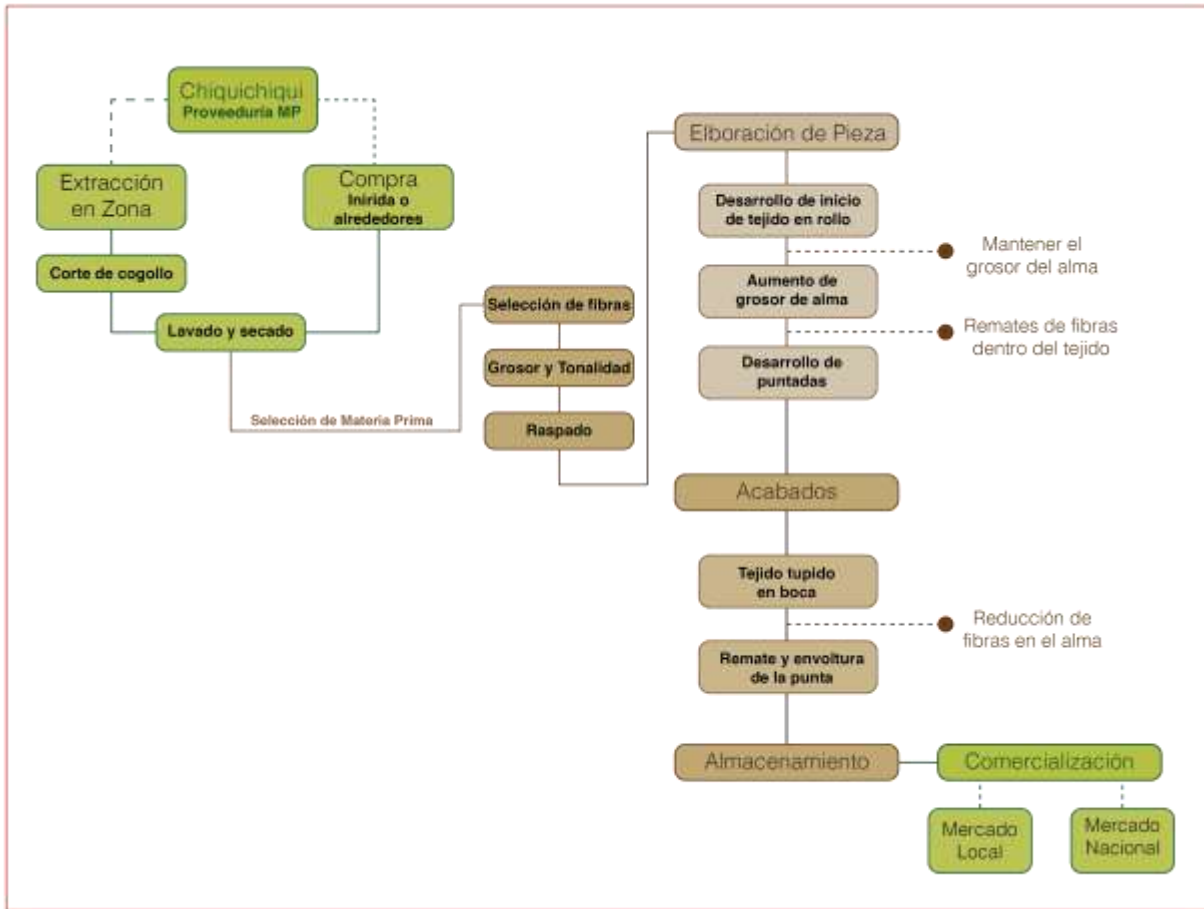 Chiquichiqui
Proveeduría MP
Extracción
en Zona
Compra
Inirida o
alrededores
Corte de cogollo
Lavado y secado
Selección de Materia Prima
Selección de fibras
Grosor y Tonalidad
Raspado
Elboración de Pieza
Desarrollo de inicio
de tejido en rollo
Mantener el
grosor del alma
Aumento de
grosor de alma
Remates de fibras
dentro del tejido
Desarrollo de
puntadas
Acabados
Tejido tupido
en boca
Reducción de
fibras en el alma
Remate y envoltura
de la punta
Almacenamiento
Comercialización
Mercado
Local
Mercado
Nacional